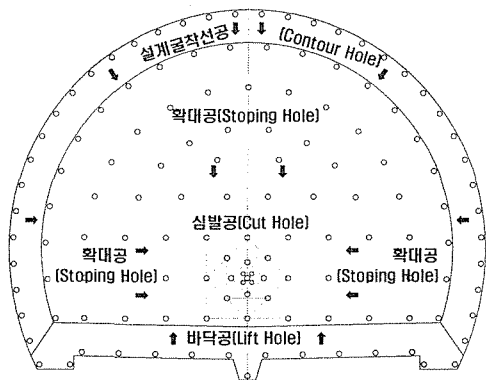 설계굴착선공
(Contour Hole)
확대공(Stoping Hole)
심발공(Cut Hole)
확대공
(Stoping Hole)
확대공
(Stoping Hole)
바닥공(Lift Hole)